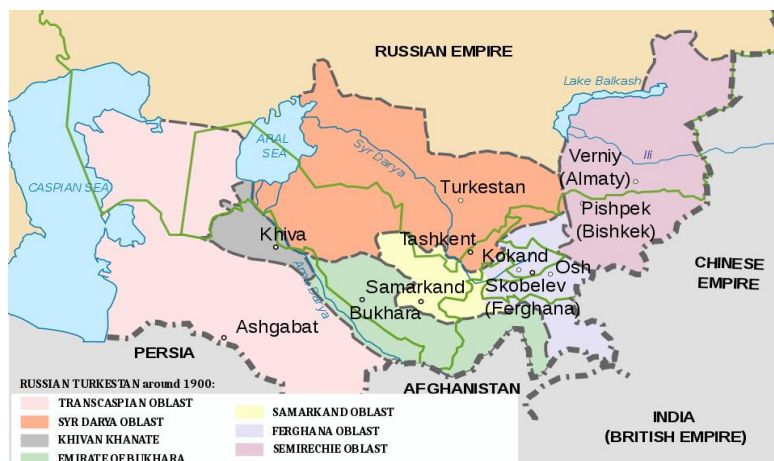 RUSSIAN EMPIRE
Lake Balkash
ARAL
SEA
Syr Darya
Ili
Verniy
(Almaty)
CASPIAN SEA
Turkestan
Pishpek
(Bishkek)
Khiva
Tashkent
Kokand
Osh
CHINESE
EMPIRE
Amu Darya
Samarkand
Skobelev
(Ferghana)
Bukhara
Ashgabat
PERSIA
AFGHANISTAN
INDIA
(BRITISH EMPIRE)
RUSSIAN TURKESTAN around 1900:
TRANSCASPIAN OBLAST
SYR DARYA OBLAST
KHIVAN KHANATE
EMIRATE OF BUKHARA
SAMARKAND OBLAST
FERGHANA OBLAST
SEMIRECHIE OBLAST